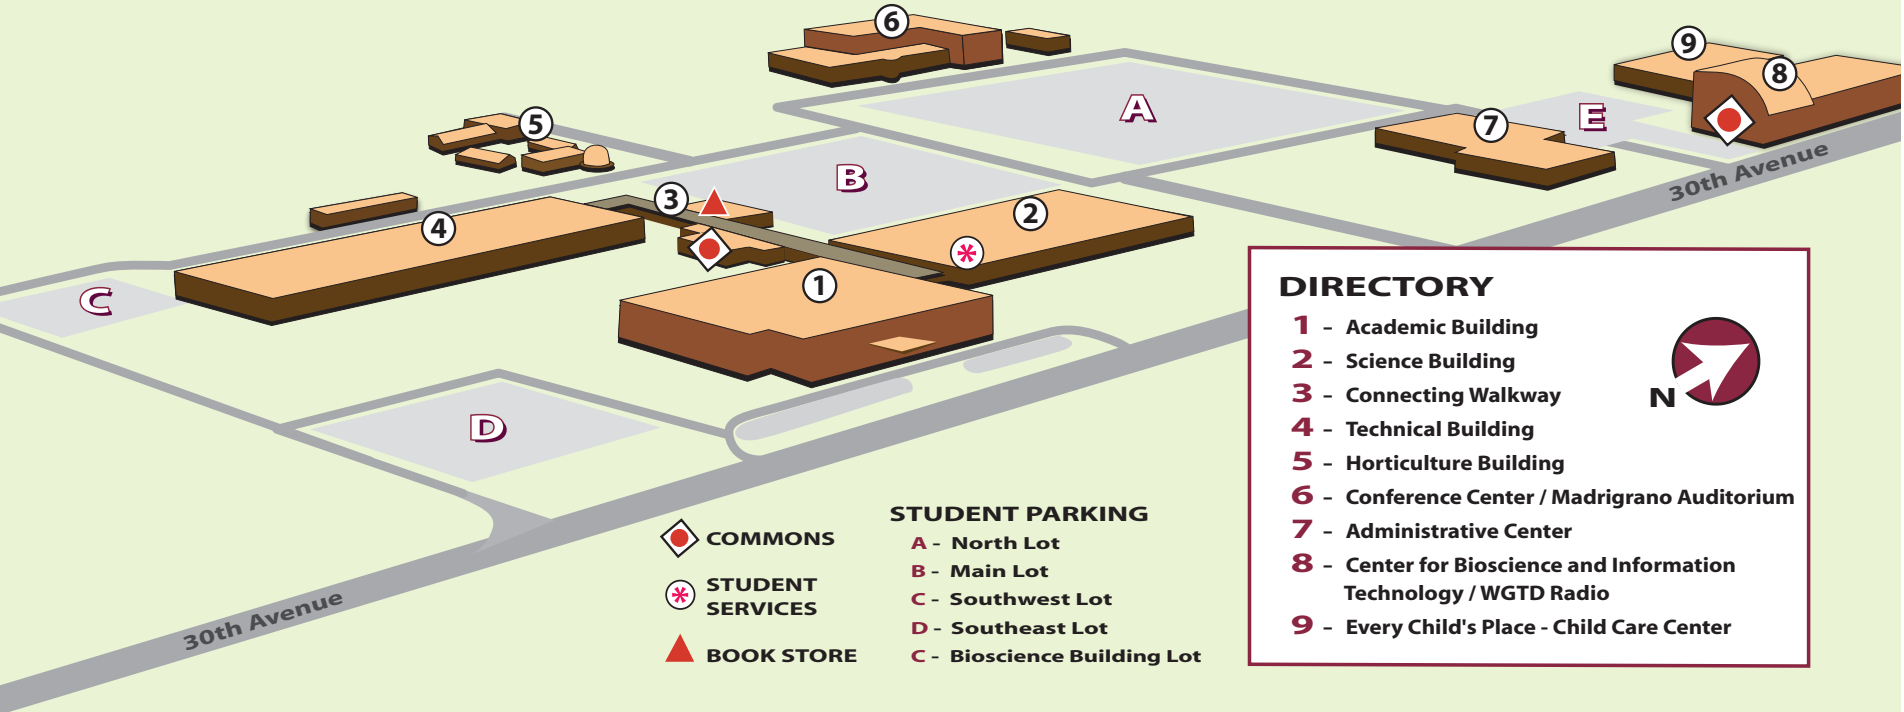 6
9
8
A
7
E
5
30th Avenue
B
3
2
4
*
1
C
D
30th Avenue
DIRECTORY
1 - Academic Building
2 - Science Building
3 - Connecting Walkway
4 - Technical Building
5 - Horticulture Building
6 - Conference Center / Madrigrano Auditorium
7 - Administrative Center
8 - Center for Bioscience and Information
Technology / WGTD Radio
9 - Every Child's Place - Child Care Center
N
COMMONS
* STUDENT
SERVICES
BOOK STORE
STUDENT PARKING
A - North Lot
B - Main Lot
C - Southwest Lot
D - Southeast Lot
C - Bioscience Building Lot